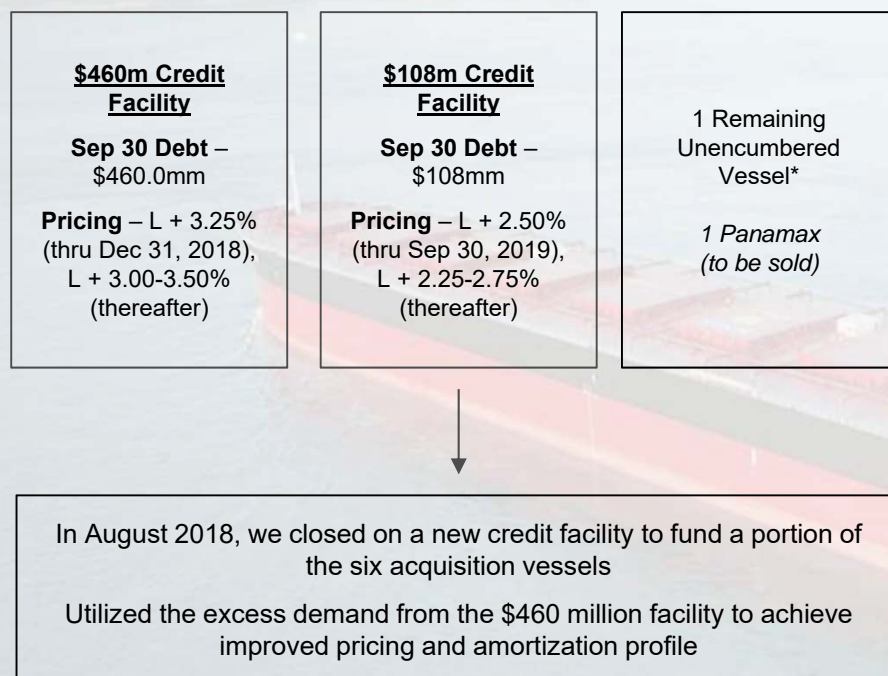 $460m Credit
Facility
Sep 30 Debt –
$460.0mm
Pricing – L + 3.25%
(thru Dec 31, 2018),
L + 3.00-3.50%
(thereafter)
$108m Credit
Facility
Sep 30 Debt –
$108mm
Pricing – L + 2.50%
(thru Sep 30, 2019),
L + 2.25-2.75%
(thereafter)
1 Remaining
Unencumbered
Vessel*
1 Panamax
(to be sold)
In August 2018, we closed on a new credit facility to fund a portion of
the six acquisition vessels
Utilized the excess demand from the $460 million facility to achieve
improved pricing and amortization profile